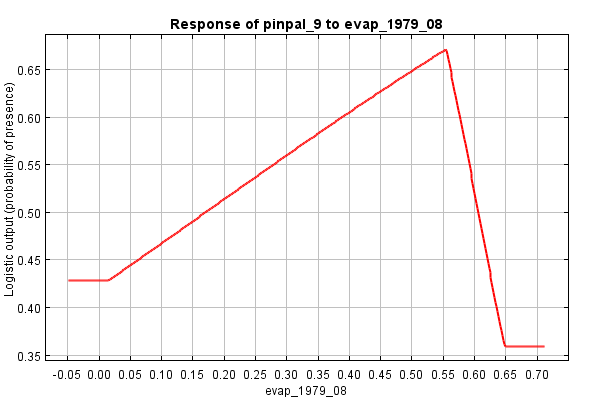 Response of pinpal_9 to evap_1979_08
Logistic output (probability of presence)
0.65
0.60
0.55
0.50
0.45
0.40
0.35
-0.05 0.00 0.05 0.10 0.15 0.20 0.25 0.30 0.35 0.40 0.45 0.50 0.55 0.60 0.65 0.70
evap_1979_08